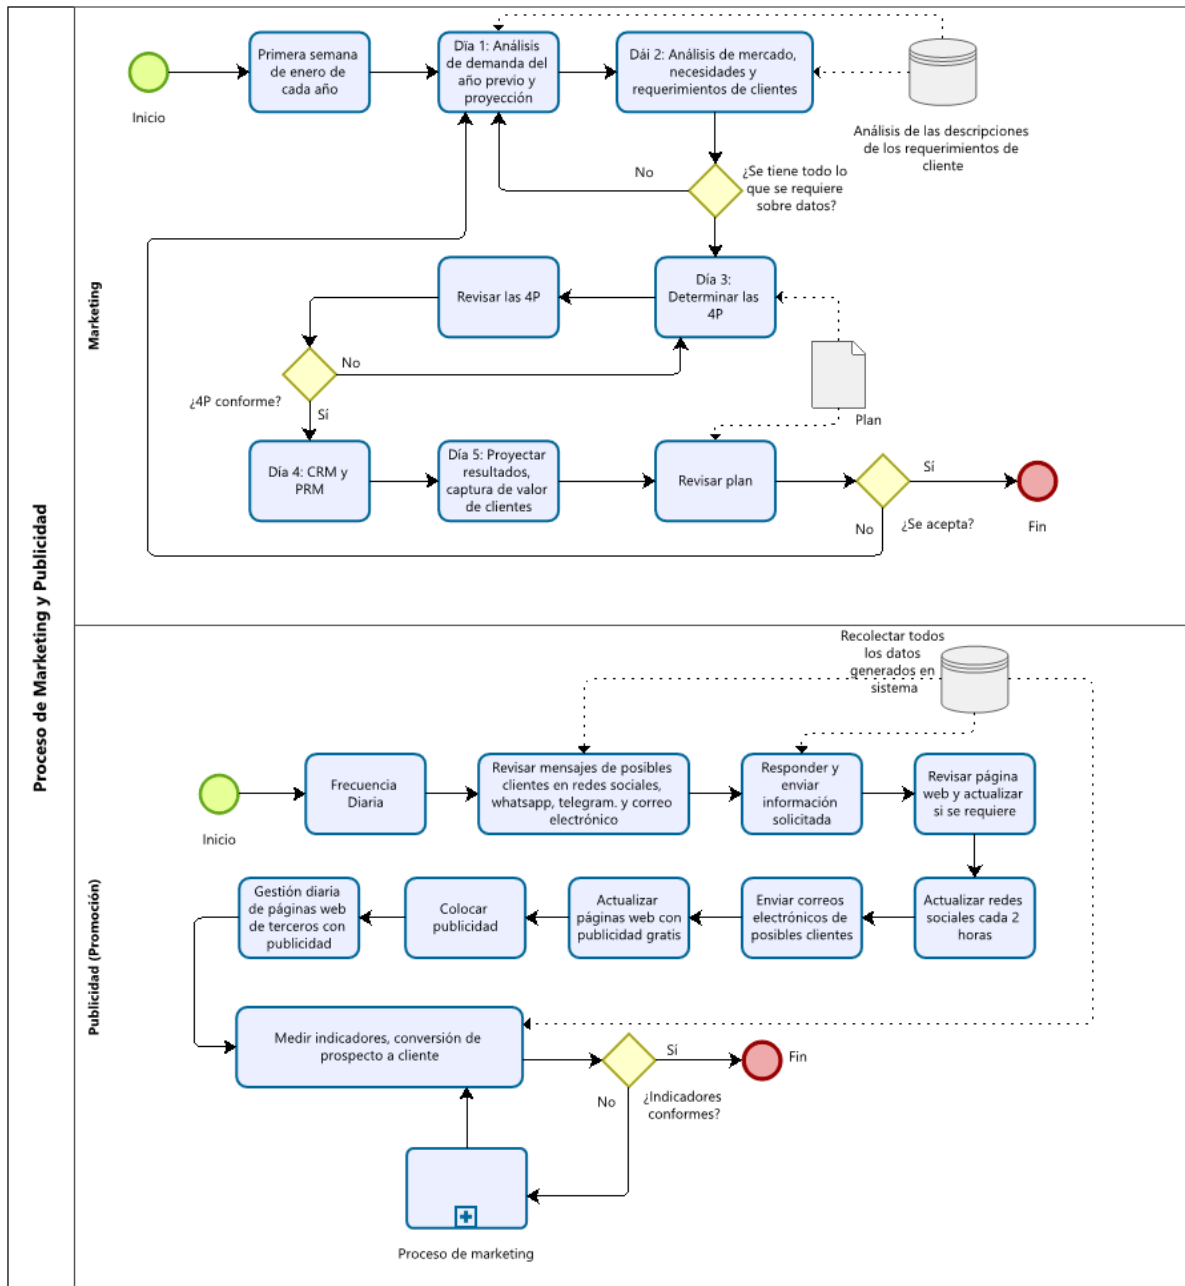 Proceso de Marketing y Publicidad
Marketing
Inicio
Primera semana
de enero de
cada año
Dïa 1: Análisis
de demanda del
año previo y
proyección
Dái 2: Análisis de mercado,
necesidades y
requerimientos de clientes
Análisis de las descripciones
de los requerimientos de
cliente
No
¿Se tiene todo lo
que se requiere
sobre datos?
Revisar las 4P
Día 3:
Determinar las
4P
No
¿4P conforme?
Sí
Plan
Día 4: CRM y
PRM
Día 5: Proyectar
resultados,
captura de valor
de clientes
Revisar plan
Sí
No
¿Se acepta?
Fin
Publicidad (Promoción)
Recolectar todos
los datos
generados en
sistema
Inicio
Frecuencia
Diaria
Revisar mensajes de posibles
clientes en redes sociales,
whatsapp, telegram. y correo
electrónico
Responder y
enviar
información
solicitada
Revisar página
web y actualizar
si se requiere
Gestión diaria
de páginas web
de terceros con
publicidad
Colocar
publicidad
Actualizar
páginas web con
publicidad gratis
Enviar correos
electrónicos de
posibles clientes
Actualizar redes
sociales cada 2
horas
Medir indicadores, conversión de
prospecto a cliente
Sí
Fin
No
¿Indicadores
conformes?
Proceso de marketing